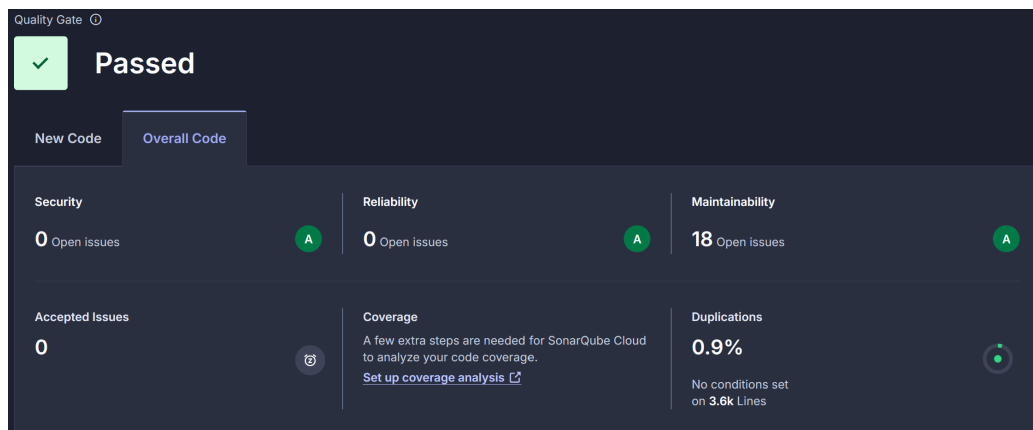 Quality Gate
Passed
New Code
Overall Code
Security
0 Open issues
A
Reliability
0 Open issues
A
Maintainability
18 Open issues
A
Accepted Issues
0
Coverage
A few extra steps are needed for SonarQube Cloud
to analyze your code coverage.
Set up coverage analysis
Duplications
0.9%
No conditions set
on 3.6k Lines